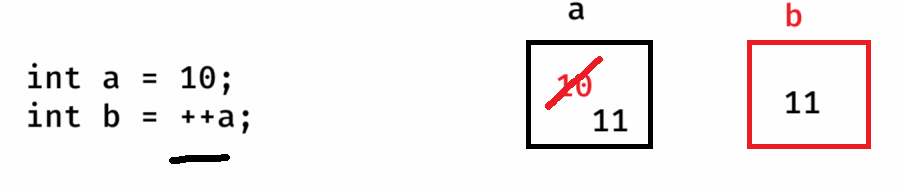 a b
int a = 10;
int b = ++a;
10
11
11